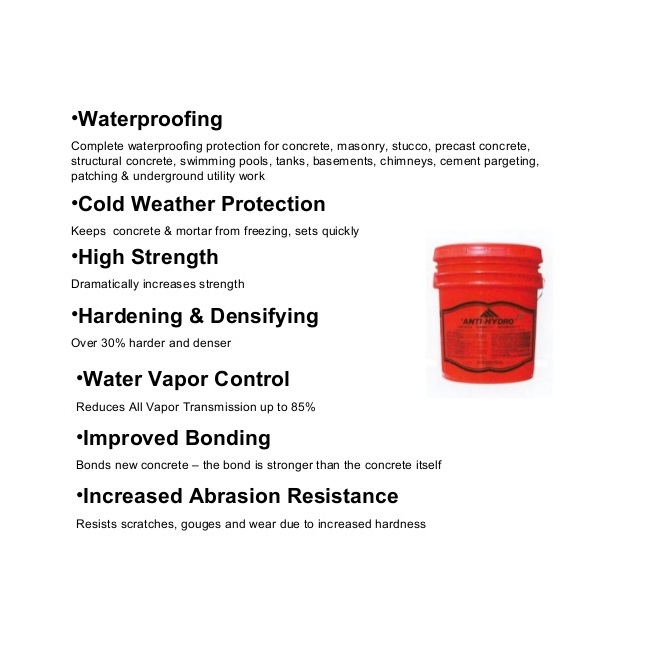 •Waterproofing
Complete waterproofing protection for concrete, masonry, stucco, precast concrete,
structural concrete, swimming pools, tanks, basements, chimneys, cement pargeting,
patching & underground utility work
•Cold Weather Protection
Keeps  concrete & mortar from freezing, sets quickly
•High Strength
Dramatically increases strength
•Hardening & Densifying
Over 30% harder and denser
•Water Vapor Control
Reduces All Vapor Transmission up to 85%
•Improved Bonding
Bonds new concrete – the bond is stronger than the concrete itself
•Increased Abrasion Resistance
Resists scratches, gouges and wear due to increased hardness
ANTI-HYDRO